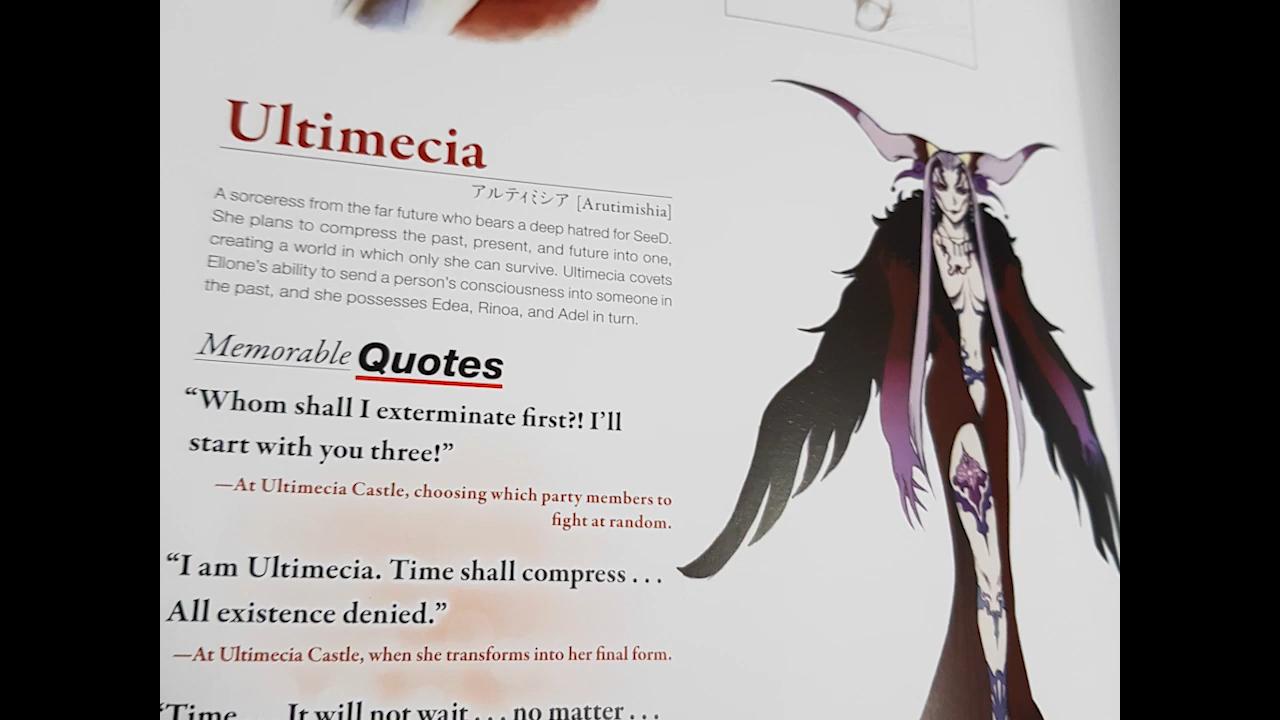 Ultimecia
アルティミシア [Arutimishia]
A sorceress from the far future who bears a deep hatred for SeeD.
She plans to compress the past, present, and future into one,
creating a world in which only she can survive. Ultimecia covets
Ellone's ability to send a person's consciousness into someone in
the past, and she possesses Edea, Rinoa, and Adel in turn.
Memorable Quotes
“Whom shall I exterminate first?! I’ll
start with you three!”
—At Ultimecia Castle, choosing which party members to
fight at random.
“I am Ultimecia. Time shall compress . . .
All existence denied.”
—At Ultimecia Castle, when she transforms into her final form.
“Time . . . It will not wait . . . no matter . . .